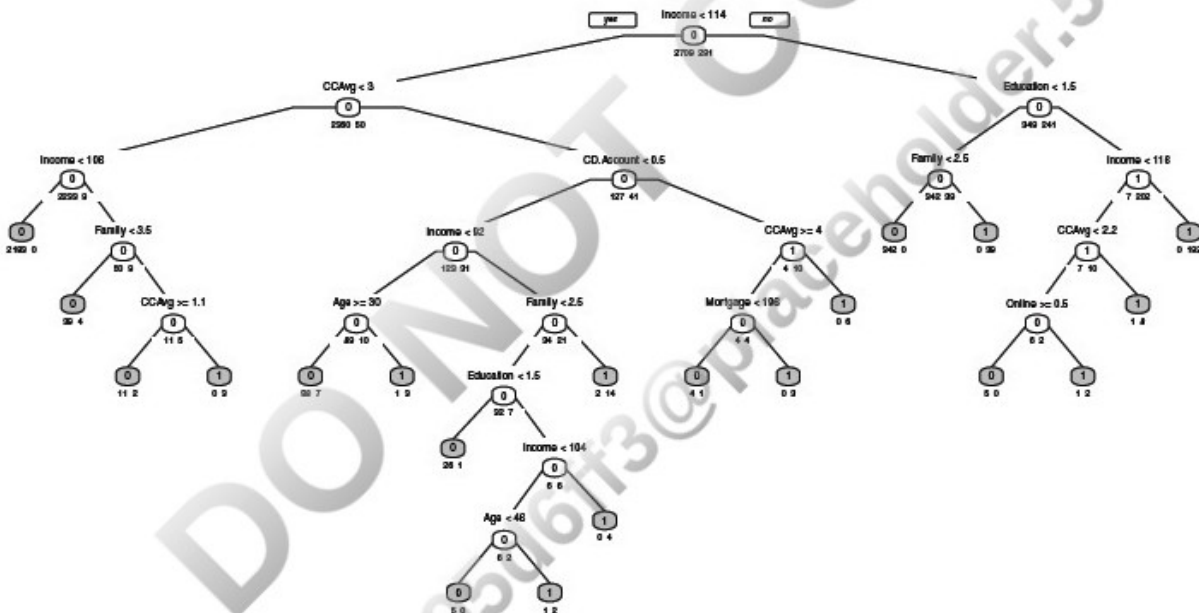 yes Income < 114 no
0
2709 291
CCAvg < 3 Education < 1.5
0 0
2360 50 349 241
Income < 106 CD.Account < 0.5 Family < 2.5 Income < 116
0 0 0 1
2233 9 127 41 342 39 7 202
Family < 3.5 Income < 92 CCAvg >= 4 CCAvg < 2.2
0 0 0 1 0 1 1 1
2193 0 50 9 123 31 4 10 342 0 0 39 7 10 0 192
CCAvg >= 1.1 Age >= 30 Family < 2.5 Mortgage < 196 Online >= 0.5
0 0 0 0 0 1 0 1
39 4 11 5 89 10 34 21 4 4 0 6 6 2 1 8
0 1 0 1 Education < 1.5 1 0 1 0 1
11 2 0 3 7 1 3 0 2 14 4 1 0 3 5 0 1 2
7
0 Income < 104
26 1 0
6 6
Age < 46 1
0 0 4
6 2
0 1
5 0 1 2
DO NOT
ff3@placeholder.5